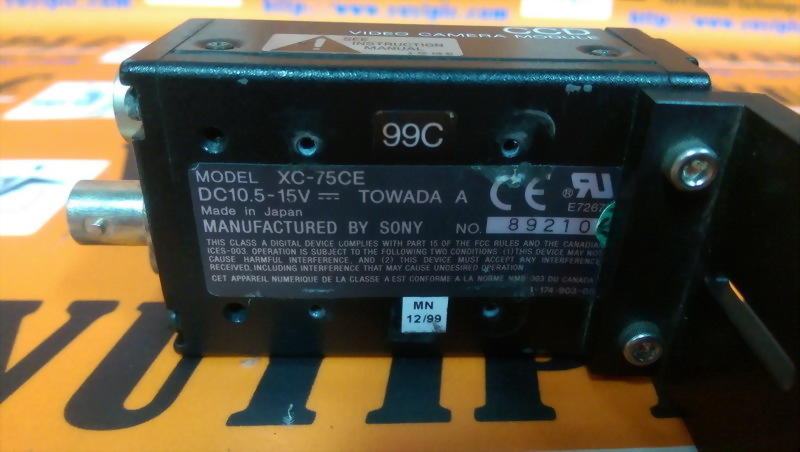 CCD
VIDEO CAMERA MODULE
SEE
INSTRUCTION
MANUAL
99C
MODEL XC-75CE
DC10.5-15V TOWADA A CE ® RU
Made in Japan
MANUFACTURED BY SONY NO. 89210
THIS CLASS A DIGITAL DEVICE COMPLIES WITH PART 15 OF THE FCC RULES AND THE CANADIAN
ICES-003. OPERATION IS SUBJECT TO THE FOLLOWING TWO CONDITIONS: (1) THIS DEVICE MAY NOT
CAUSE HARMFUL INTERFERENCE, AND (2) THIS DEVICE MUST ACCEPT ANY INTERFERENCE
RECEIVED, INCLUDING INTERFERENCE THAT MAY CAUSE UNDESIRED OPERATION
CET APPAREIL NUMERIQUE DE LA CLASSE A EST CONFORME A LA NORME NMB-003 DU CANADA
MN
12/99